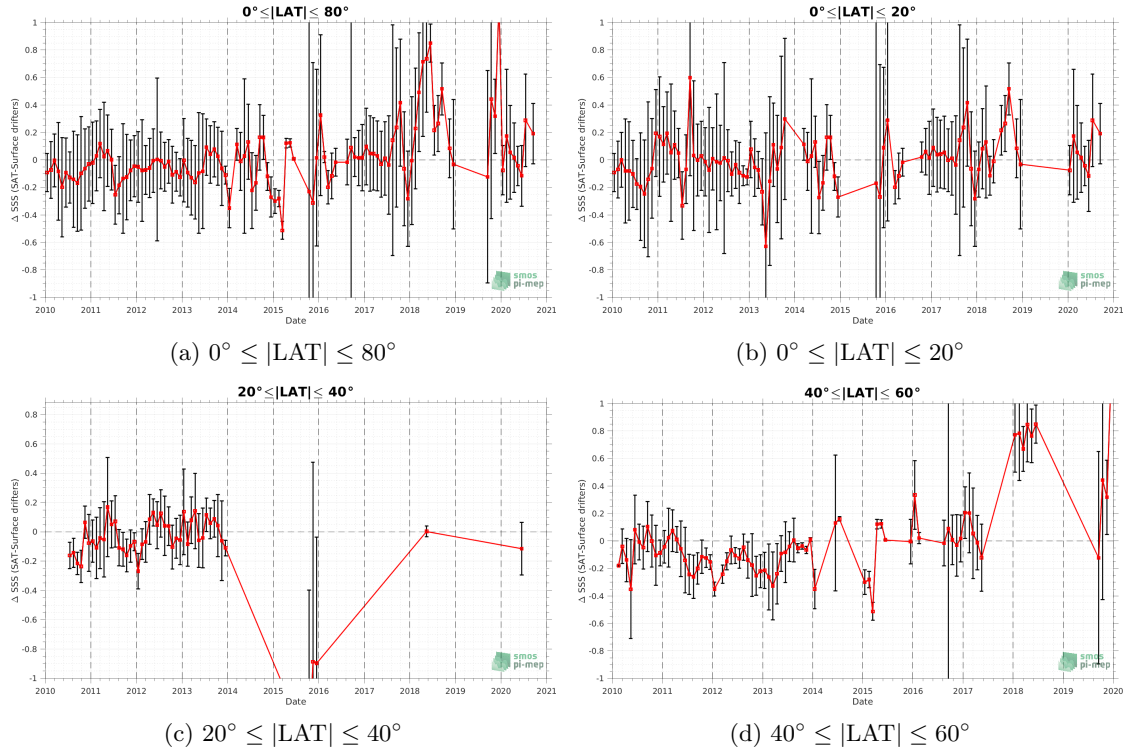 0°≤|LAT|≤ 80°
1
0.8
0.6
0.4
0.2
0
-0.2
-0.4
-0.6
-0.8
-1
Δ SSS (SAT-Surface drifters)
2010 2011 2012 2013 2014 2015 2016 2017 2018 2019 2020 2021
Date
smos
pi-mep
(a) 0° ≤ |LAT| ≤ 80°
0°≤|LAT|≤ 20°
1
0.8
0.6
0.4
0.2
0
-0.2
-0.4
-0.6
-0.8
-1
Δ SSS (SAT-Surface drifters)
2010 2011 2012 2013 2014 2015 2016 2017 2018 2019 2020 2021
Date
smos
pi-mep
(b) 0° ≤ |LAT| ≤ 20°
20°≤|LAT|≤ 40°
0.8
0.6
0.4
0.2
0
-0.2
-0.4
-0.6
-0.8
-1
Δ SSS (SAT-Surface drifters)
2010 2011 2012 2013 2014 2015 2016 2017 2018 2019 2020 2021
Date
smos
pi-mep
(c) 20° ≤ |LAT| ≤ 40°
40°≤|LAT|≤ 60°
1
0.8
0.6
0.4
0.2
0
-0.2
-0.4
-0.6
-0.8
-1
Δ SSS (SAT-Surface drifters)
2010 2011 2012 2013 2014 2015 2016 2017 2018 2019 2020
Date
smos
pi-mep
(d) 40° ≤ |LAT| ≤ 60°